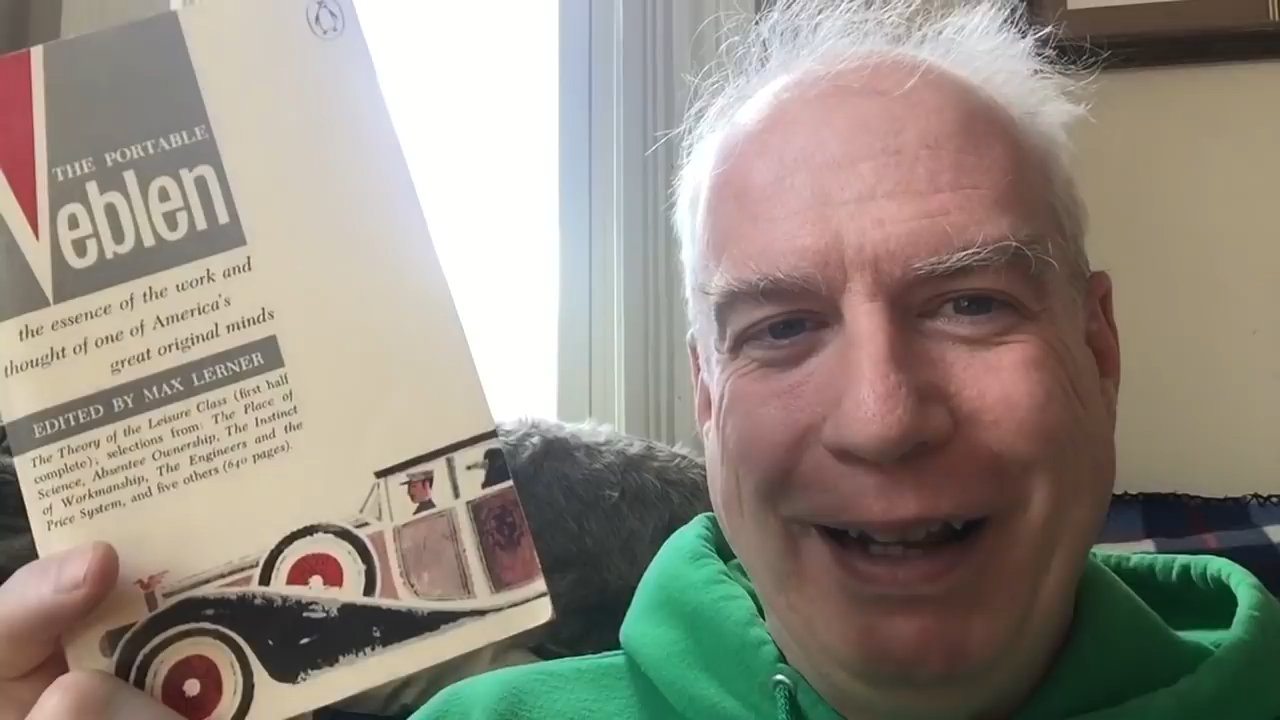 THE PORTABLE
Veblen
the essence of the work and
thought of one of America's
great original minds
EDITED BY MAX LERNER
The Theory of the Leisure Class (first half
complete); selections from: The Place of
Science, Absentee Ownership, The Instinct
of Workmanship, The Engineers and the
Price System, and five others (640 pages).